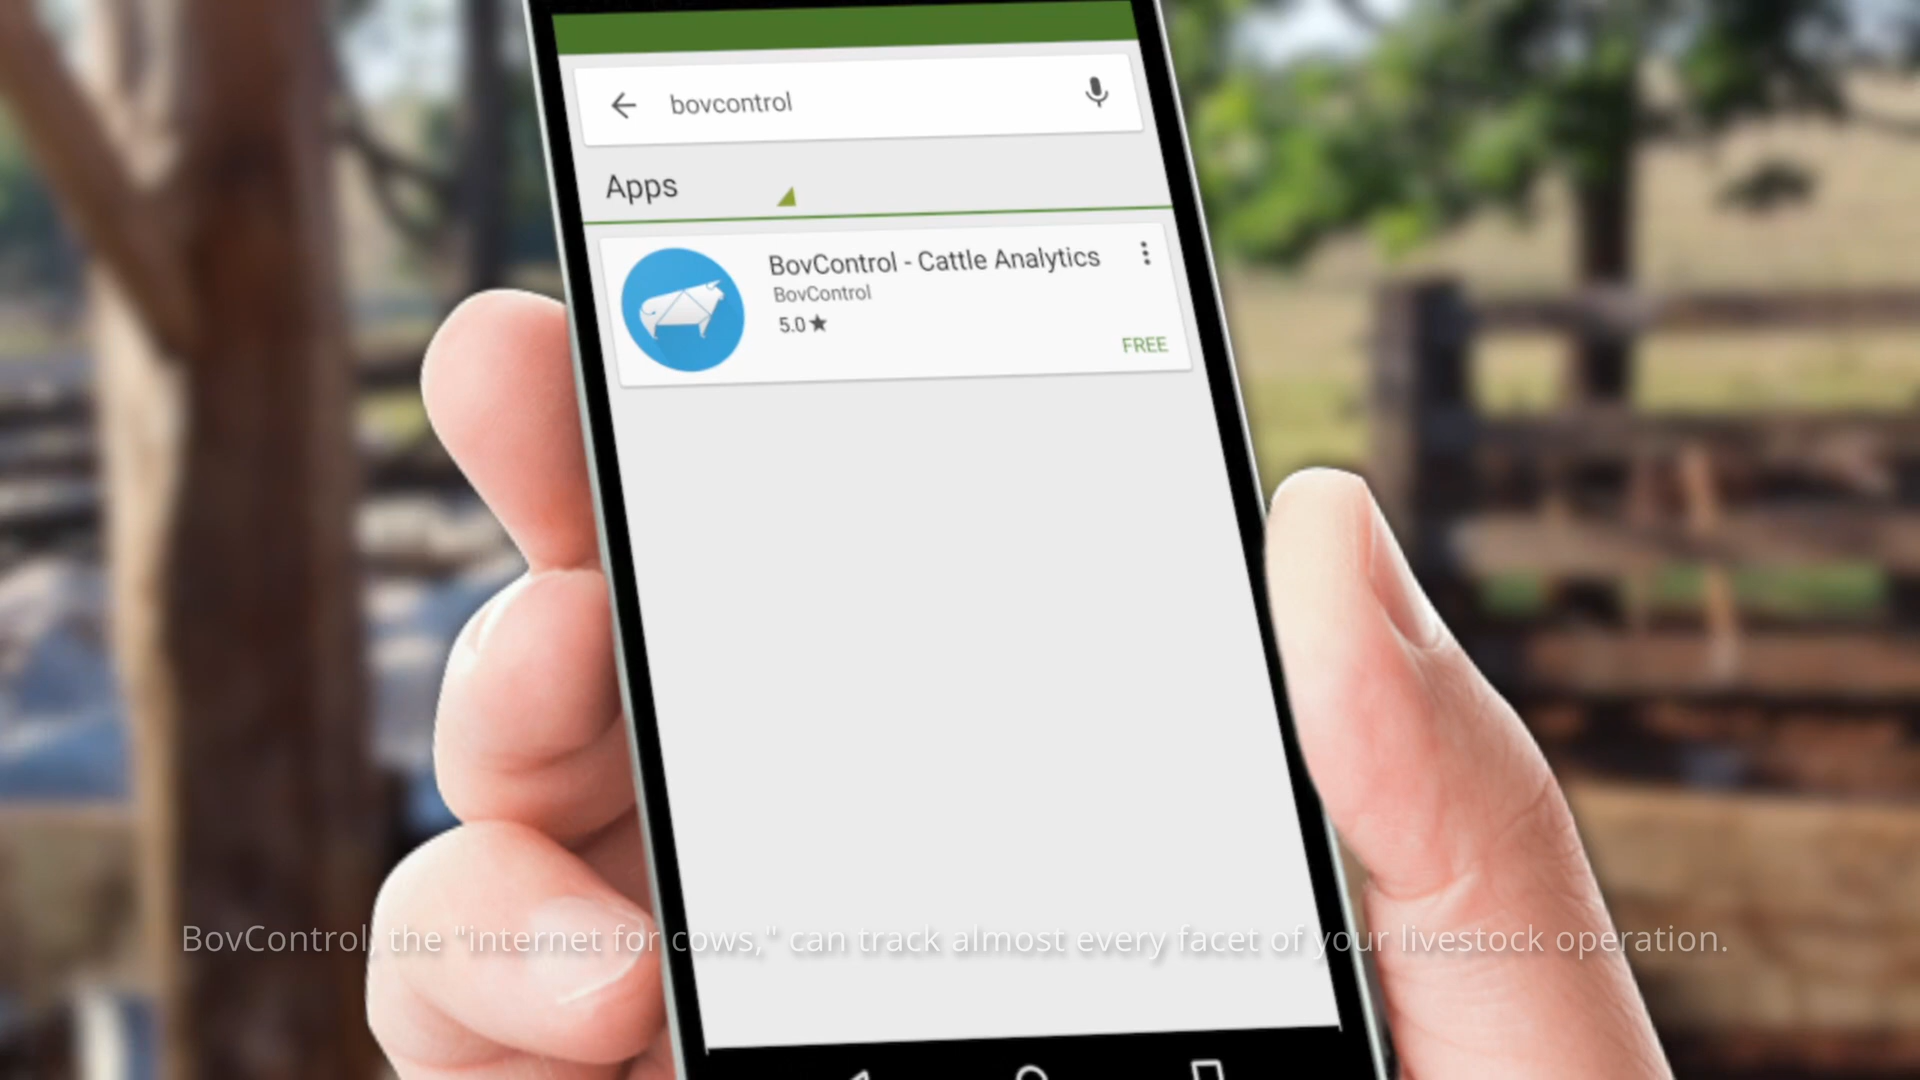 bovcontrol
Apps
BovControl - Cattle Analytics
BovControl
5.0★
FREE
BovControl, the "internet for cows," can track almost every facet of your livestock operation.